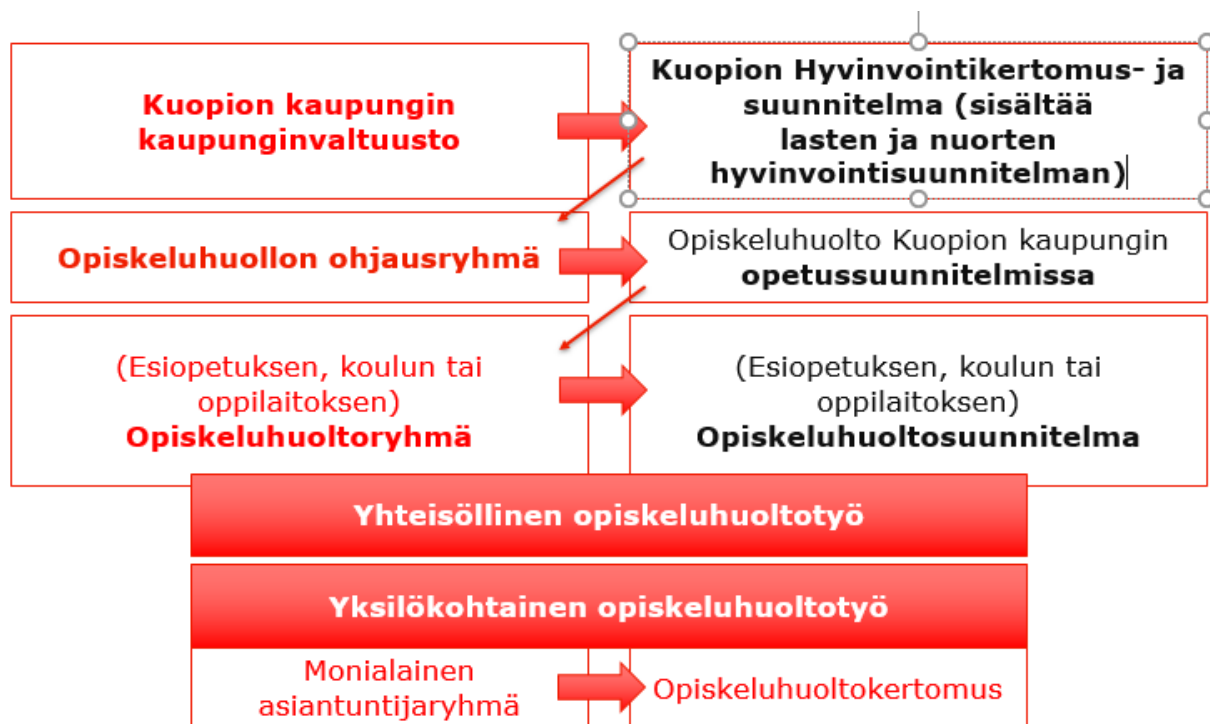 Kuopion kaupungin
kaupunginvaltuusto
Kuopion Hyvinvointikertomus- ja
suunnitelma (sisältää
lasten ja nuorten
hyvinvointisuunnitelman)
Opiskeluhuollon ohjausryhmä
Opiskeluhuolto Kuopion kaupungin
opetussuunnitelmissa
(Esiopetuksen, koulun tai
oppilaitoksen)
Opiskeluhuoltoryhmä
(Esiopetuksen, koulun tai
oppilaitoksen)
Opiskeluhuoltosuunnitelma
Yhteisöllinen opiskeluhuoltotyö
Yksilökohtainen opiskeluhuoltotyö
Monialainen
asiantuntijaryhmä
Opiskeluhuoltokertomus